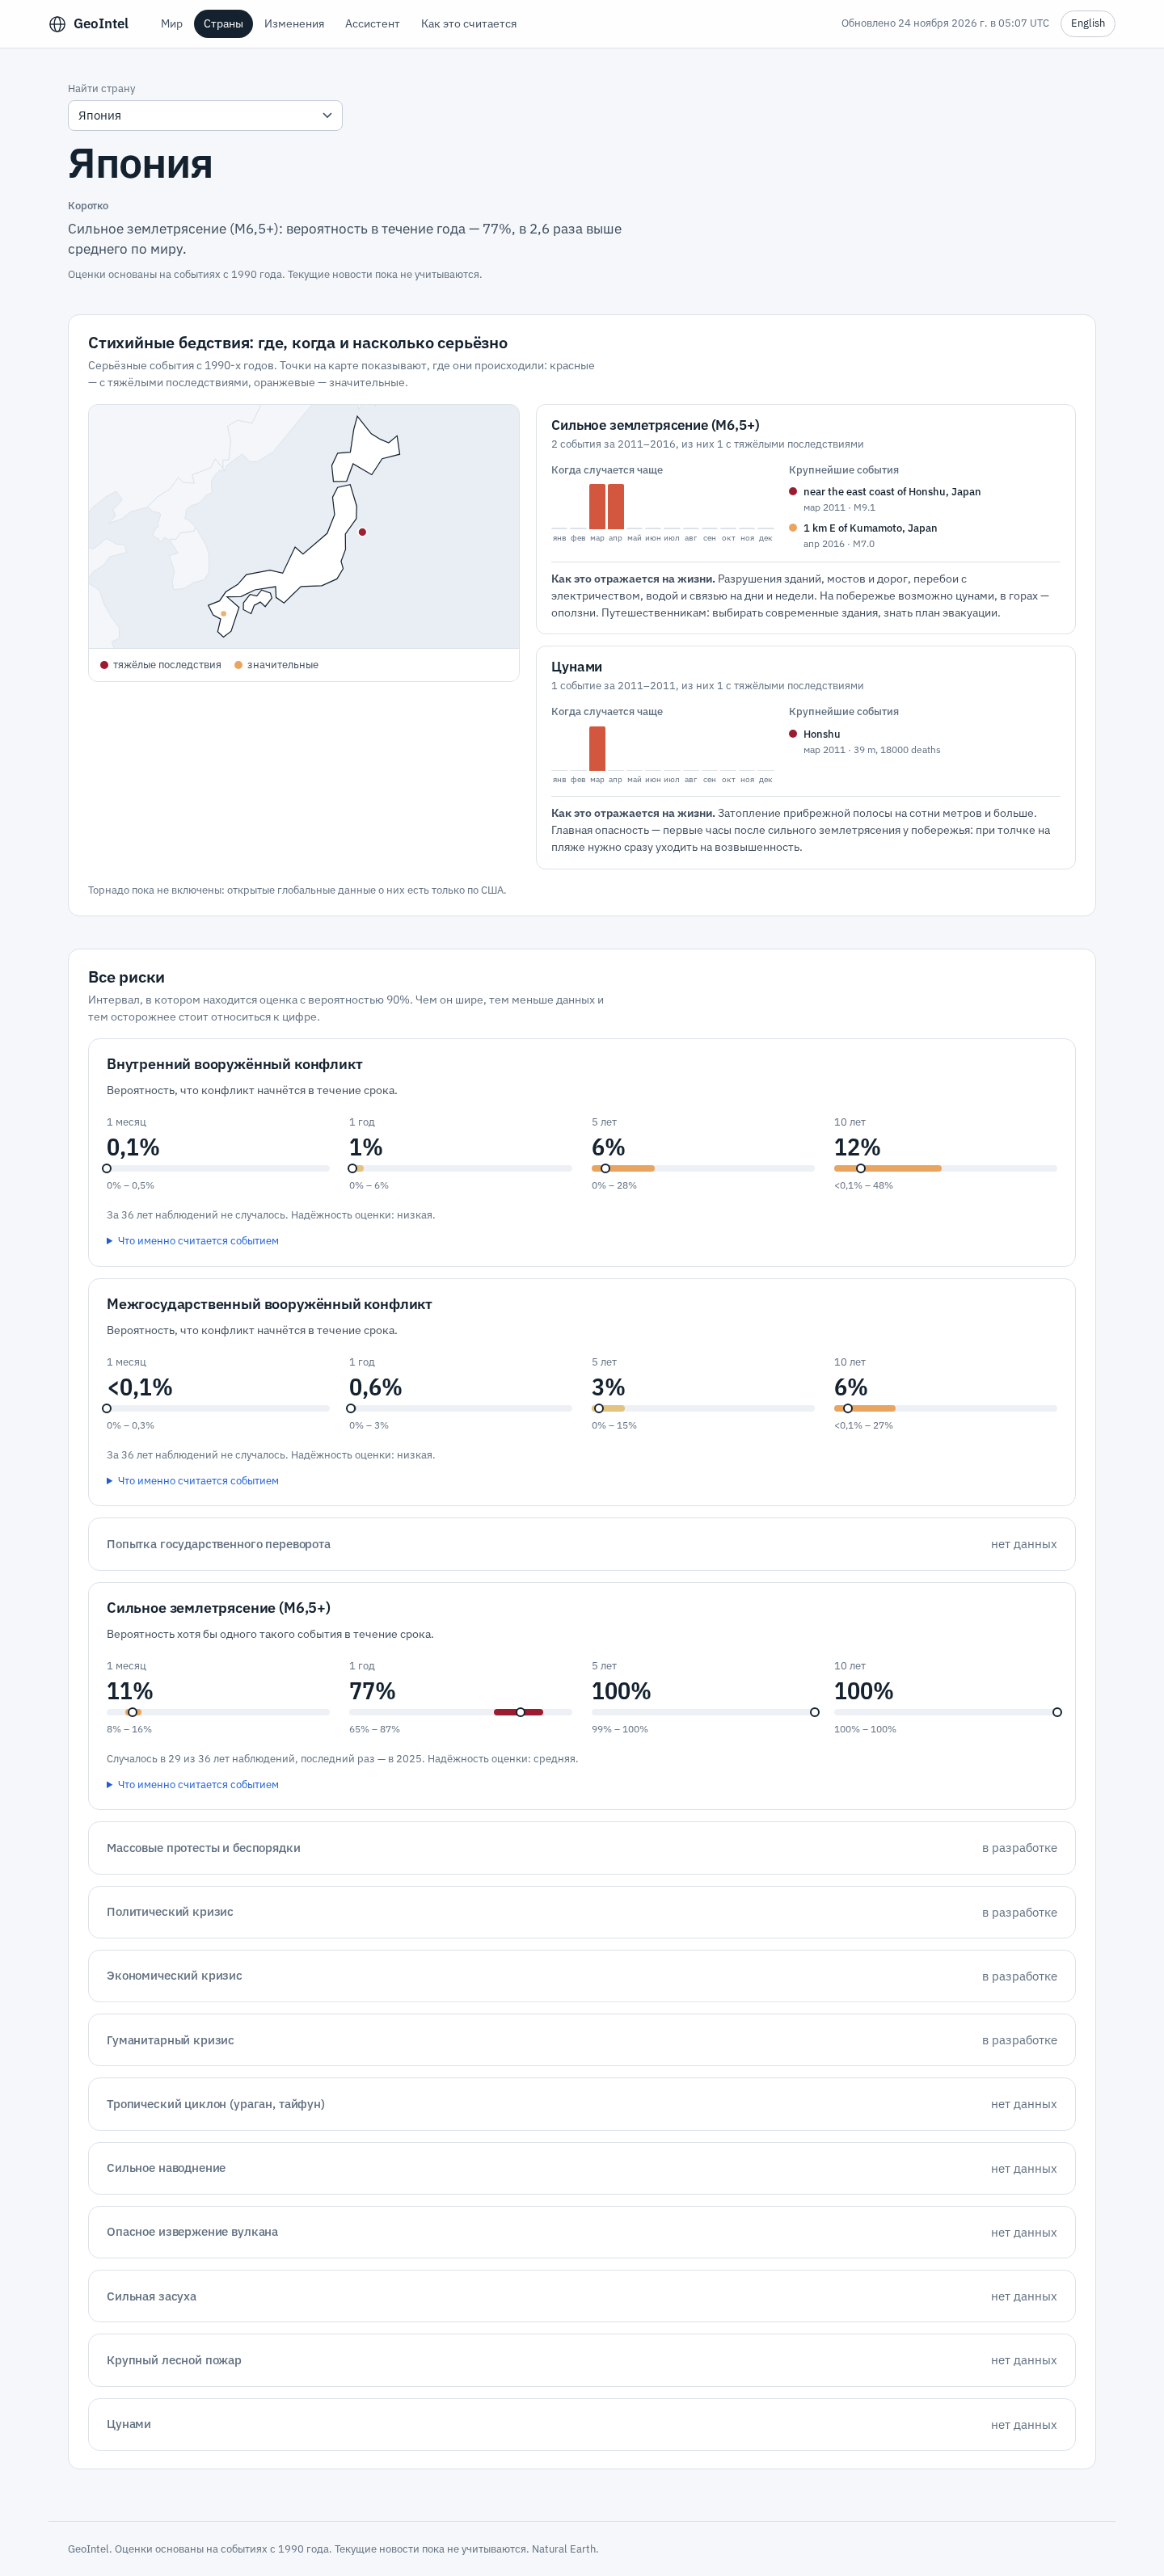 GeoIntel
Мир
Страны
Изменения
Ассистент
Как это считается
Обновлено 24 ноября 2026 г. в 05:07 UTC
English
Найти страну
Япония
Япония
Коротко
Сильное землетрясение (M6,5+): вероятность в течение года — 77%, в 2,6 раза выше
среднего по миру.
Оценки основаны на событиях с 1990 года. Текущие новости пока не учитываются.
Стихийные бедствия: где, когда и насколько серьёзно
Серьёзные события с 1990-х годов. Точки на карте показывают, где они происходили: красные
— с тяжёлыми последствиями, оранжевые — значительные.
тяжёлые последствия
значительные
Сильное землетрясение (M6,5+)
2 события за 2011–2016, из них 1 с тяжёлыми последствиями
Когда случается чаще
янв фев мар апр май июн июл авг сен окт ноя дек
Крупнейшие события
near the east coast of Honshu, Japan
мар 2011 · M9.1
1 km E of Kumamoto, Japan
апр 2016 · M7.0
Как это отражается на жизни. Разрушения зданий, мостов и дорог, перебои с
электричеством, водой и связью на дни и недели. На побережье возможно цунами, в горах —
оползни. Путешественникам: выбирать современные здания, знать план эвакуации.
Цунами
1 событие за 2011–2011, из них 1 с тяжёлыми последствиями
Когда случается чаще
янв фев мар апр май июн июл авг сен окт ноя дек
Крупнейшие события
Honshu
мар 2011 · 39 m, 18000 deaths
Как это отражается на жизни. Затопление прибрежной полосы на сотни метров и больше.
Главная опасность — первые часы после сильного землетрясения у побережья: при толчке на
пляже нужно сразу уходить на возвышенность.
Торнадо пока не включены: открытые глобальные данные о них есть только по США.
Все риски
Интервал, в котором находится оценка с вероятностью 90%. Чем он шире, тем меньше данных и
тем осторожнее стоит относиться к цифре.
Внутренний вооружённый конфликт
Вероятность, что конфликт начнётся в течение срока.
1 месяц
0,1%
0% – 0,5%
1 год
1%
0% – 6%
5 лет
6%
0% – 28%
10 лет
12%
<0,1% – 48%
За 36 лет наблюдений не случалось. Надёжность оценки: низкая.
Что именно считается событием
Межгосударственный вооружённый конфликт
Вероятность, что конфликт начнётся в течение срока.
1 месяц
<0,1%
0% – 0,3%
1 год
0,6%
0% – 3%
5 лет
3%
0% – 15%
10 лет
6%
<0,1% – 27%
За 36 лет наблюдений не случалось. Надёжность оценки: низкая.
Что именно считается событием
Попытка государственного переворота
нет данных
Сильное землетрясение (M6,5+)
Вероятность хотя бы одного такого события в течение срока.
1 месяц
11%
8% – 16%
1 год
77%
65% – 87%
5 лет
100%
99% – 100%
10 лет
100%
100% – 100%
Случалось в 29 из 36 лет наблюдений, последний раз — в 2025. Надёжность оценки: средняя.
Что именно считается событием
Массовые протесты и беспорядки
в разработке
Политический кризис
в разработке
Экономический кризис
в разработке
Гуманитарный кризис
в разработке
Тропический циклон (ураган, тайфун)
нет данных
Сильное наводнение
нет данных
Опасное извержение вулкана
нет данных
Сильная засуха
нет данных
Крупный лесной пожар
нет данных
Цунами
нет данных
GeoIntel. Оценки основаны на событиях с 1990 года. Текущие новости пока не учитываются. Natural Earth.